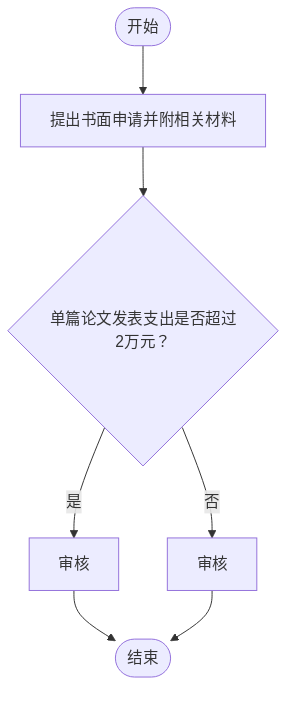 开始
提出书面申请并附相关材料
单篇论文发表支出是否超过
2万元？
是
否
审核
审核
结束